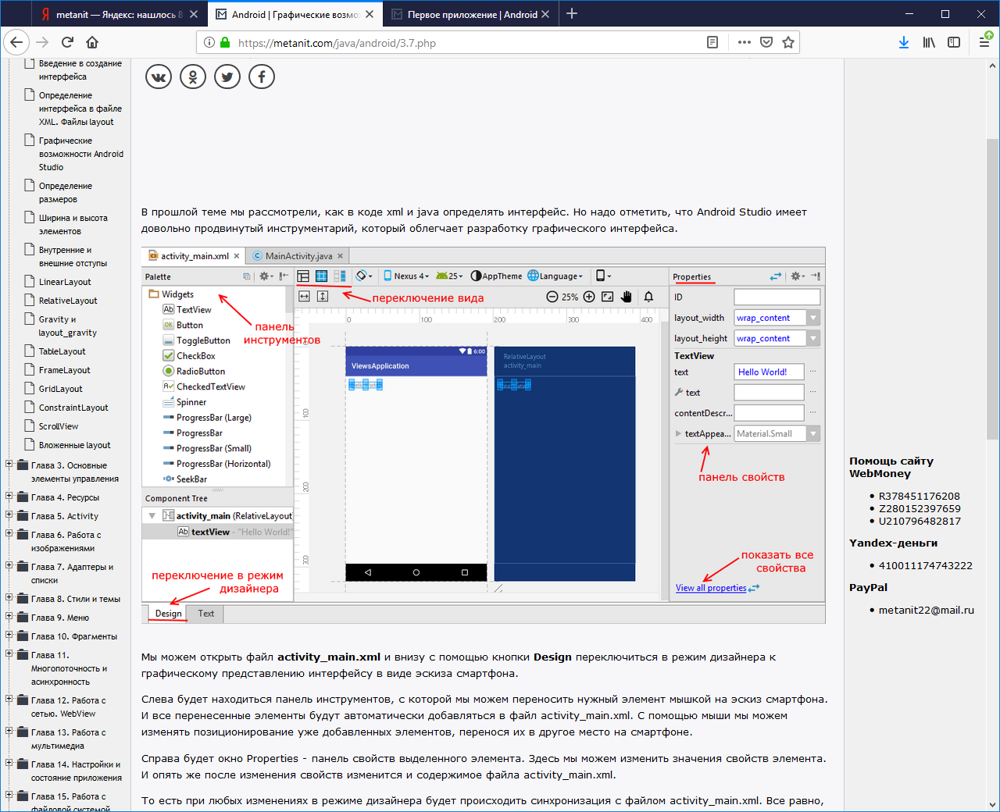 metanit — Яндекс: нашлось 8
Android | Графические возмо
Первое приложение | Android
https://metanit.com/java/android/3.7.php
Введение в создание
интерфейса
Определение
интерфейса в файле
XML. Файлы layout
Графические
возможности Android
Studio
Определение
размеров
Ширина и высота
элементов
Внутренние и
внешние отступы
LinearLayout
RelativeLayout
Gravity и
layout_gravity
TableLayout
FrameLayout
GridLayout
ConstraintLayout
ScrollView
Вложенные layout
Глава 3. Основные
элементы управления
Глава 4. Ресурсы
Глава 5. Activity
Глава 6. Работа с
изображениями
Глава 7. Адаптеры и
списки
Глава 8. Стили и темы
Глава 9. Меню
Глава 10. Фрагменты
Глава 11.
Многопоточность и
асинхронность
Глава 12. Работа с
сетью. WebView
Глава 13. Работа с
мультимедиа
Глава 14. Настройки и
состояние приложения
Глава 15. Работа с
файловой системой
В прошлой теме мы рассмотрели, как в коде xml и java определять интерфейс. Но надо отметить, что Android Studio имеет
довольно продвинутый инструментарий, который облегчает разработку графического интерфейса.
activity_main.xml
MainActivity.java
Palette
Nexus 4
25
AppTheme
Language
Properties
Widgets
TextView
Button
ToggleButton
CheckBox
RadioButton
CheckedTextView
Spinner
ProgressBar (Large)
ProgressBar
ProgressBar (Small)
ProgressBar (Horizontal)
SeekBar
панель
инструментов
переключение вида
25%
0
100
200
300
400
0
100
200
300
6:00
ViewsApplication
RelativeLayout
activity_main
Component Tree
activity_main (RelativeLayout)
Ab textView - "Hello World!"
переключение в режим
дизайнера
Design
Text
ID
layout_width
wrap_content
layout_height
wrap_content
TextView
text
Hello World!
text
contentDescr...
textAppea...
Material.Small
панель свойств
показать все
свойства
View all properties
Мы можем открыть файл activity_main.xml и внизу с помощью кнопки Design переключиться в режим дизайнера к
графическому представлению интерфейсу в виде эскиза смартфона.
Слева будет находиться панель инструментов, с которой мы можем переносить нужный элемент мышкой на эскиз смартфона.
И все перенесенные элементы будут автоматически добавляться в файл activity_main.xml. С помощью мыши мы можем
изменять позиционирование уже добавленных элементов, перенося их в другое место на смартфоне.
Справа будет окно Properties - панель свойств выделенного элемента. Здесь мы можем изменить значения свойств элемента.
И опять же после изменения свойств изменится и содержимое файла activity_main.xml.
То есть при любых изменениях в режиме дизайнера будет происходить синхронизация с файлом activity_main.xml. Все равно,
Помощь сайту
WebMoney
R378451176208
Z280152397659
U210796482817
Yandex-деньги
410011174743222
PayPal
metanit22@mail.ru